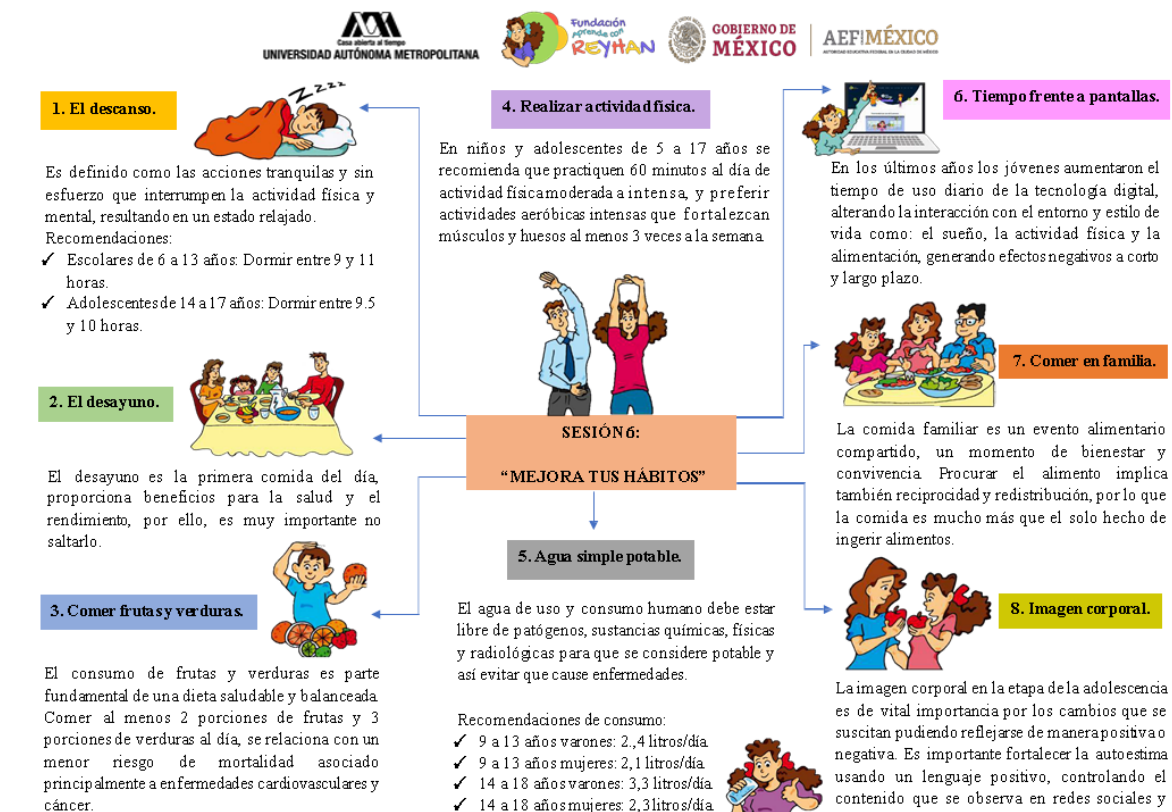 Casa abierta al tiempo
UNIVERSIDAD AUTÓNOMA METROPOLITANA
Fundación
Aprende con
REYHAN
GOBIERNO DE
MÉXICO
AEFMÉXICO
AUTORIDAD EDUCATIVA FEDERAL EN LA CIUDAD DE MÉXICO
1. El descanso.
Zzzz
Es definido como las acciones tranquilas y sin
esfuerzo que interrumpen la actividad física y
mental, resultando en un estado relajado.
Recomendaciones:
✓ Escolares de 6 a 13 años: Dormir entre 9 y 11
horas.
✓ Adolescentes de 14 a 17 años: Dormir entre 9.5
y 10 horas.
2. El desayuno.
El desayuno es la primera comida del día,
proporciona beneficios para la salud y el
rendimiento, por ello, es muy importante no
saltarlo.
3. Comer frutas y verduras.
El consumo de frutas y verduras es parte
fundamental de una dieta saludable y balanceada.
Comer al menos 2 porciones de frutas y 3
porciones de verduras al día, se relaciona con un
menor riesgo de mortalidad asociado
principalmente a enfermedades cardiovasculares y
cáncer.
4. Realizar actividad física.
En niños y adolescentes de 5 a 17 años se
recomienda que practiquen 60 minutos al día de
actividad física moderada a intensa, y preferir
actividades aeróbicas intensas que fortalezcan
músculos y huesos al menos 3 veces a la semana.
SESIÓN 6:
“MEJORA TUS HÁBITOS”
5. Agua simple potable.
El agua de uso y consumo humano debe estar
libre de patógenos, sustancias químicas, físicas
y radiológicas para que se considere potable y
así evitar que cause enfermedades.
Recomendaciones de consumo:
✓ 9 a 13 años varones: 2.,4 litros/día.
✓ 9 a 13 años mujeres: 2,1 litros/día.
✓ 14 a 18 años varones: 3,3 litros/día.
✓ 14 a 18 años mujeres: 2,3 litros/día.
6. Tiempo frente a pantallas.
En los últimos años los jóvenes aumentaron el
tiempo de uso diario de la tecnología digital,
alterando la interacción con el entorno y estilo de
vida como: el sueño, la actividad física y la
alimentación, generando efectos negativos a corto
y largo plazo.
7. Comer en familia.
La comida familiar es un evento alimentario
compartido, un momento de bienestar y
convivencia. Procurar el alimento implica
también reciprocidad y redistribución, por lo que
la comida es mucho más que el solo hecho de
ingerir alimentos.
8. Imagen corporal.
La imagen corporal en la etapa de la adolescencia
es de vital importancia por los cambios que se
suscitan pudiendo reflejarse de manera positiva o
negativa. Es importante fortalecer la autoestima
usando un lenguaje positivo, controlando el
contenido que se observa en redes sociales y